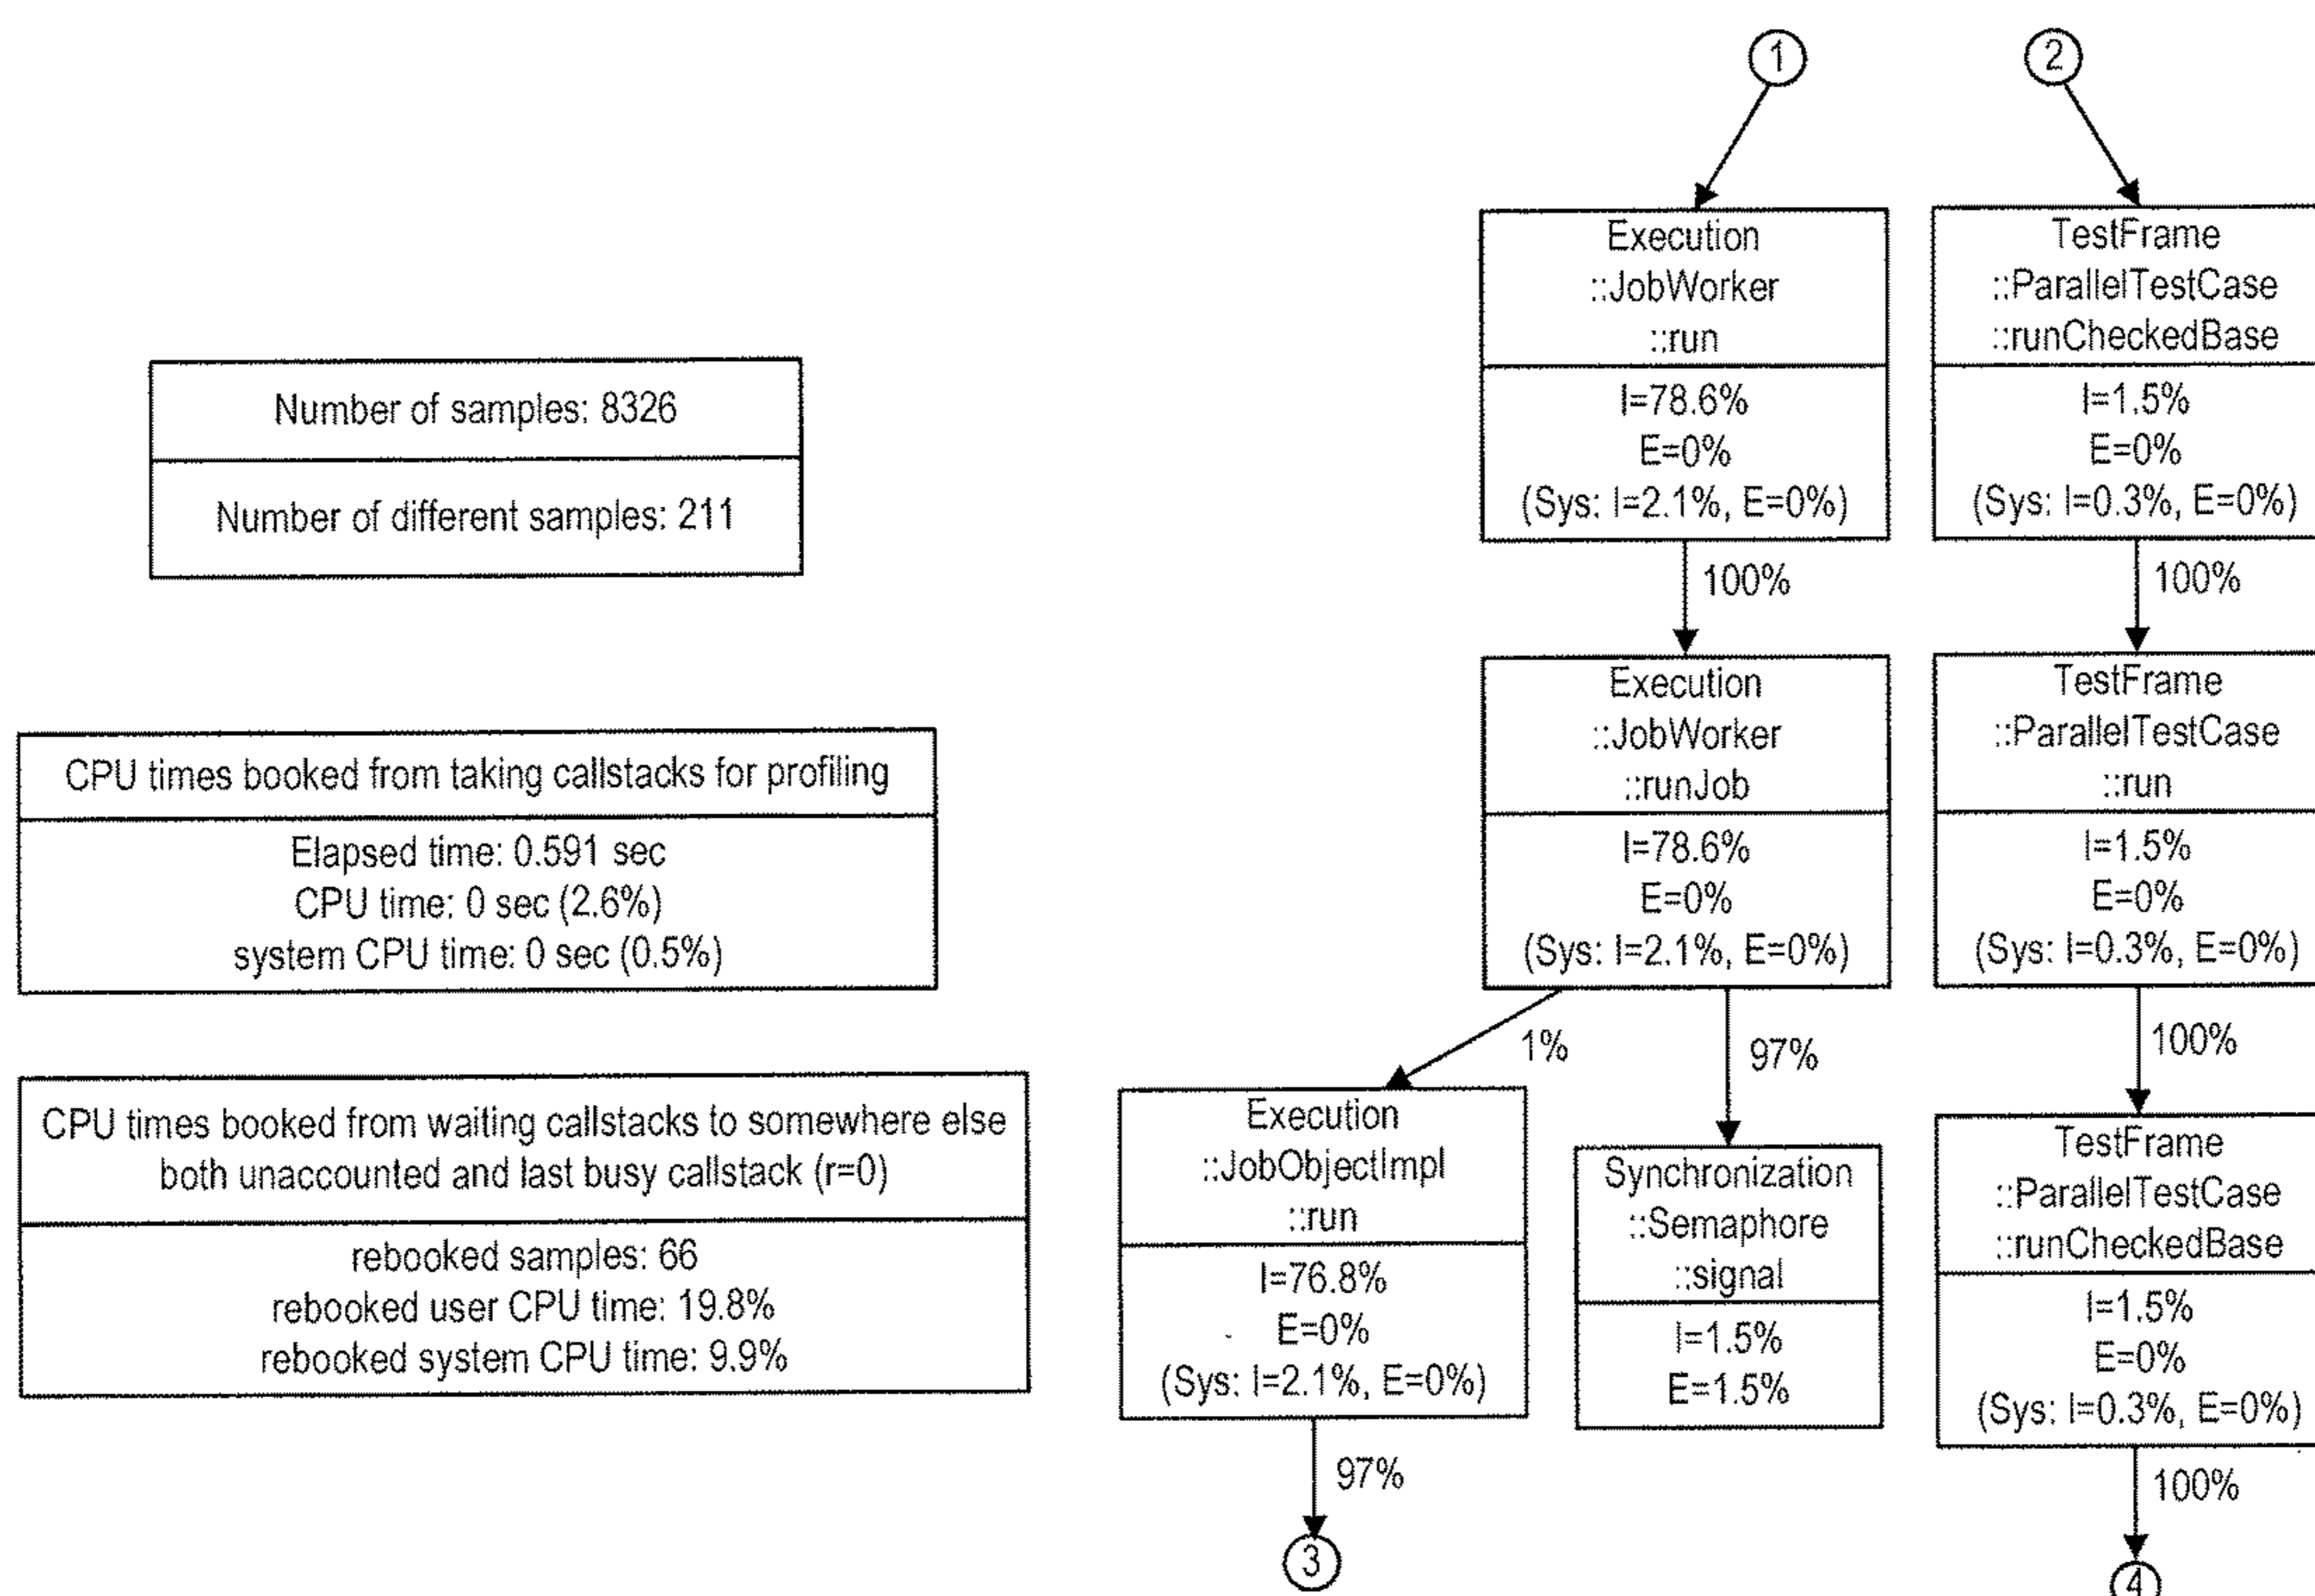 1
2
Execution
::JobWorker
::run
I=78.6%
E=0%
(Sys: I=2.1%, E=0%)
TestFrame
::ParallelTestCase
::runCheckedBase
I=1.5%
E=0%
(Sys: I=0.3%, E=0%)
Number of samples: 8326
Number of different samples: 211
100%
100%
Execution
::JobWorker
::runJob
I=78.6%
E=0%
(Sys: I=2.1%, E=0%)
TestFrame
::ParallelTestCase
::run
I=1.5%
E=0%
(Sys: I=0.3%, E=0%)
CPU times booked from taking callstacks for profiling
Elapsed time: 0.591 sec
CPU time: 0 sec (2.6%)
system CPU time: 0 sec (0.5%)
1%
97%
100%
CPU times booked from waiting callstacks to somewhere else
both unaccounted and last busy callstack (r=0)
rebooked samples: 66
rebooked user CPU time: 19.8%
rebooked system CPU time: 9.9%
Execution
::JobObjectImpl
::run
I=76.8%
E=0%
(Sys: I=2.1%, E=0%)
Synchronization
::Semaphore
::signal
I=1.5%
E=1.5%
TestFrame
::ParallelTestCase
::runCheckedBase
I=1.5%
E=0%
(Sys: I=0.3%, E=0%)
97%
100%
3
4